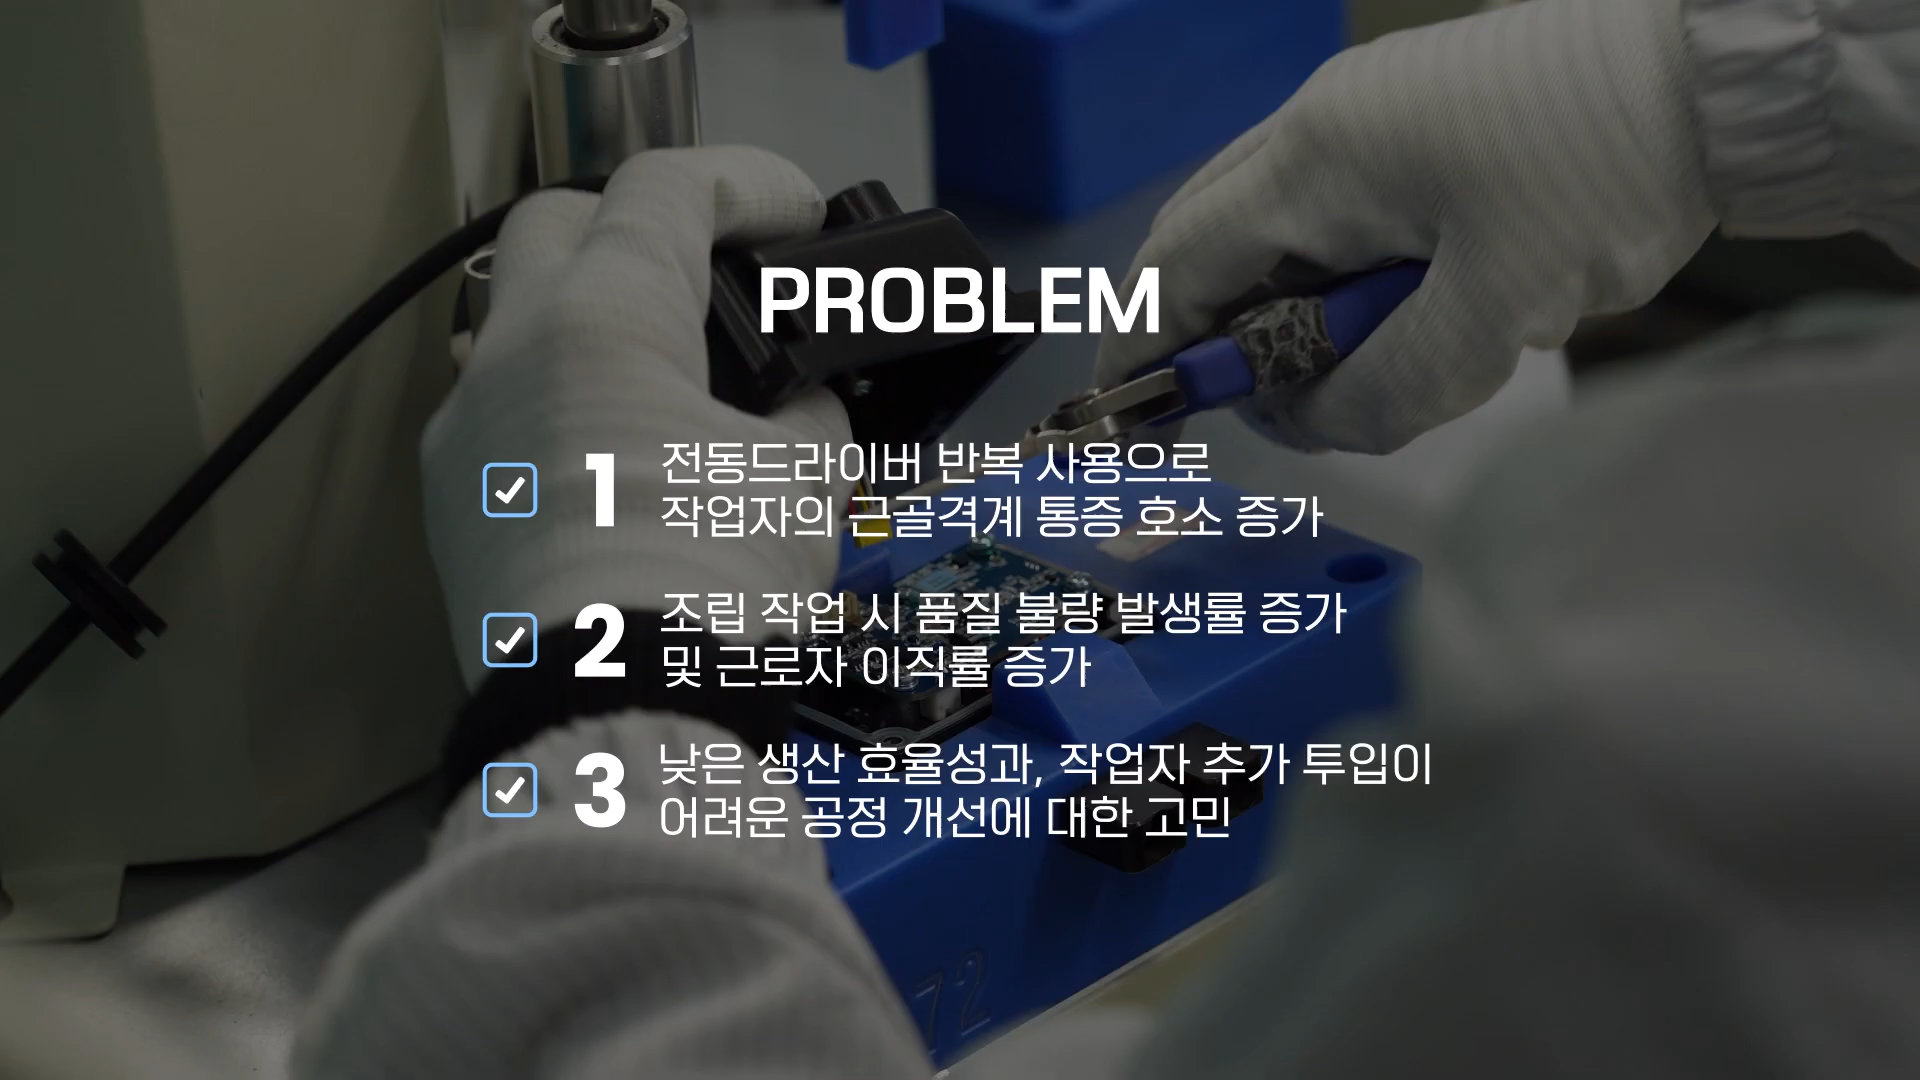 PROBLEM
1 전동드라이버 반복 사용으로
작업자의 근골격계 통증 호소 증가
2 조립 작업 시 품질 불량 발생률 증가
및 근로자 이직률 증가
3 낮은 생산 효율성과, 작업자 추가 투입이
어려운 공정 개선에 대한 고민
72